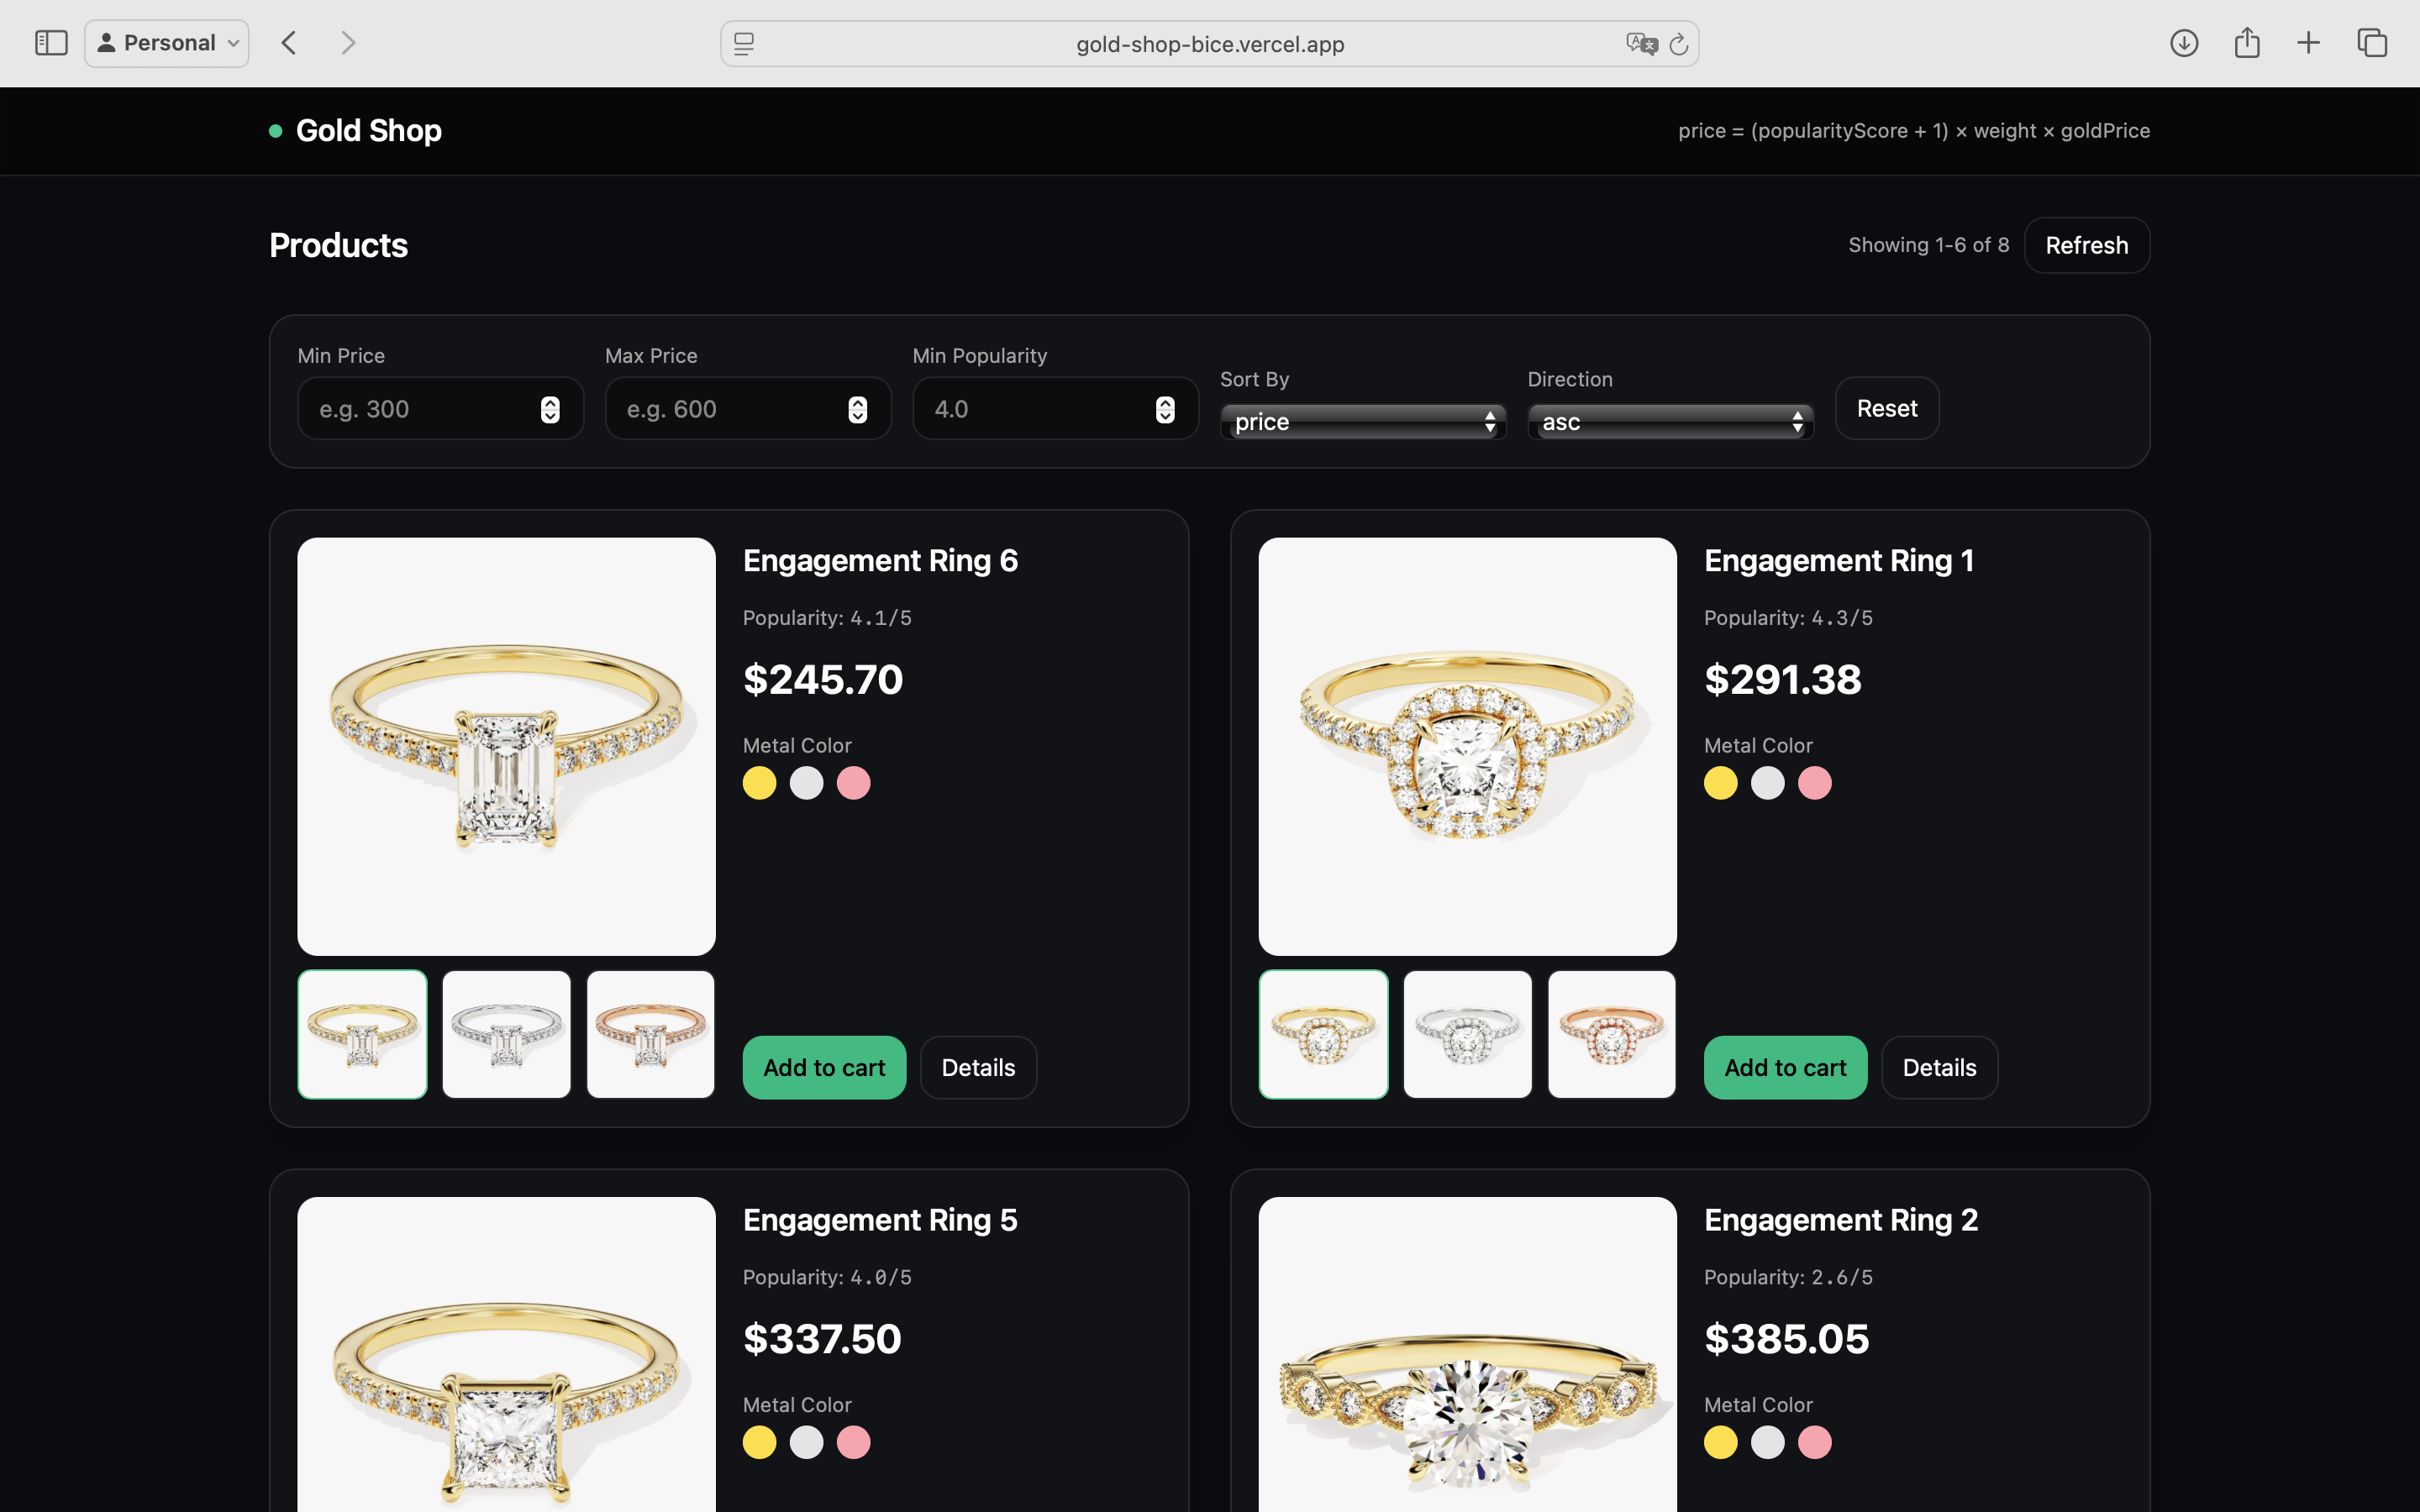 Personal
gold-shop-bice.vercel.app
Gold Shop
price = (popularityScore + 1) × weight × goldPrice
Products
Showing 1-6 of 8
Refresh
Min Price
Max Price
Min Popularity
Sort By
Direction
e.g. 300
e.g. 600
4.0
price
asc
Reset
Engagement Ring 6
Popularity: 4.1/5
$245.70
Metal Color
Add to cart
Details
Engagement Ring 1
Popularity: 4.3/5
$291.38
Metal Color
Add to cart
Details
Engagement Ring 5
Popularity: 4.0/5
$337.50
Metal Color
Engagement Ring 2
Popularity: 2.6/5
$385.05
Metal Color